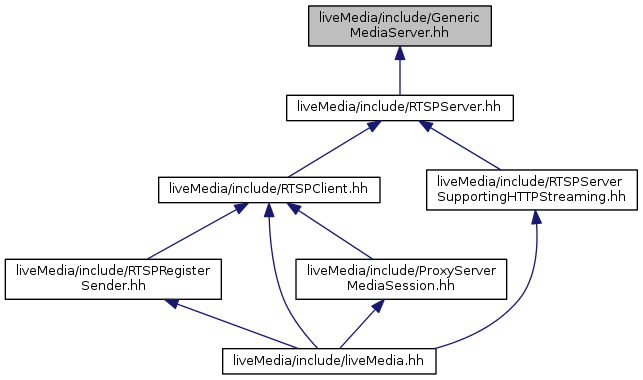 liveMedia/include/Generic
MediaServer.hh
liveMedia/include/RTSPServer.hh
liveMedia/include/RTSPClient.hh
liveMedia/include/RTSPServer
SupportingHTTPStreaming.hh
liveMedia/include/RTSPRegister
Sender.hh
liveMedia/include/ProxyServer
MediaSession.hh
liveMedia/include/liveMedia.hh